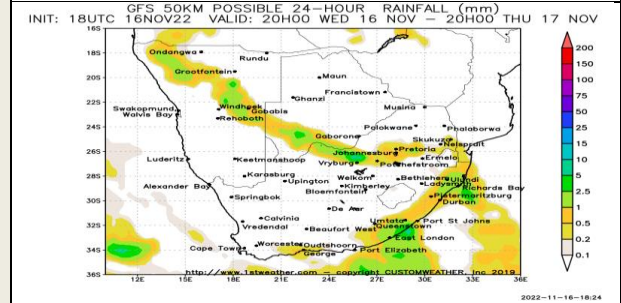 GFS 50KM POSSIBLE 24-HOUR RAINFALL (mm)
INIT: 18UTC 16NOV22 VALID: 20H00 WED 16 NOV – 20H00 THU 17 NOV
16S
18S
20S
22S
24S
26S
28S
30S
32S
34S
36S
Ondangwa
Rundu
Grootfontein
Maun
Francistown
Ghanzi
Musina
Swakopmund
Walvis Bay
Windhoek
Gobabis
Rehoboth
Polokwane
Phalaborwa
Gaborone
Skukuza
Nelspruit
Pretoria
Johannesburg
Ermelo
Vryburg
Potchefstroom
Luderitz
Keetmanshoop
Karasburg
Upington
Welkom
Bethlehem
Ulundi
Kimberley
Ladysmith
Bloemfontein
Richards Bay
Alexander Bay
Springbok
Pietermaritzburg
Durban
De Aar
Calvinia
Vredendal
Umtata
Port St Johns
Queenstown
Beaufort West
East London
Cape Town
Worcester
Oudtshoorn
George
Port Elizabeth
http://www.1stweather.com – copyright CUSTOMWEATHER, Inc 2019
12E
15E
18E
21E
24E
27E
30E
33E
36E
200
150
100
75
50
25
15
10
5
2.5
1
0.5
0.2
0.1
2022-11-16-18:24